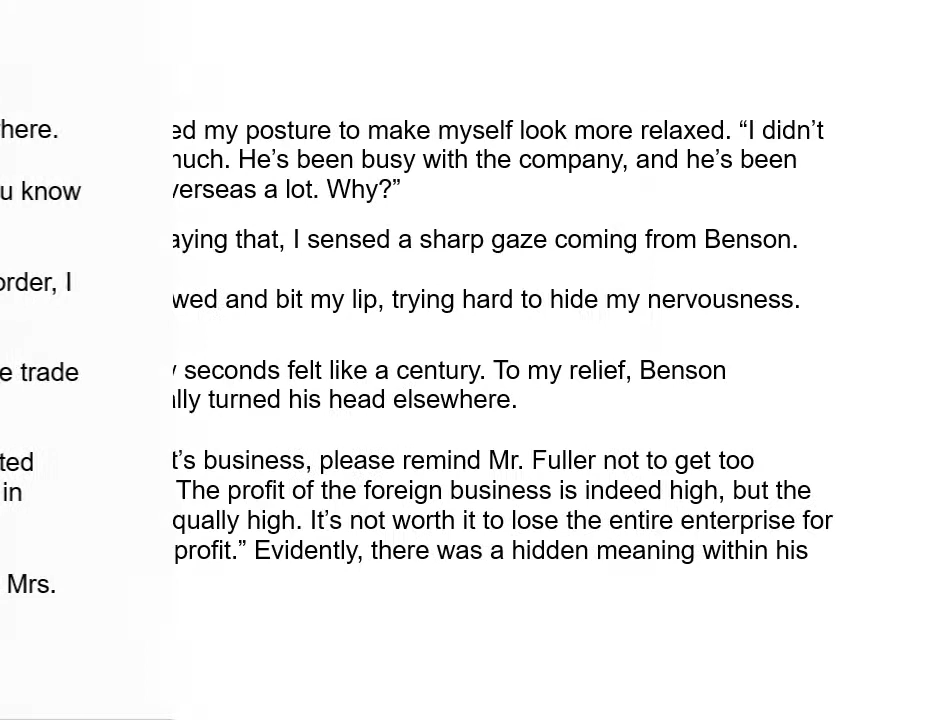 here.
u know
order, I
e trade
ted
in
Mrs.
ed my posture to make myself look more relaxed. “I didn’t
much. He’s been busy with the company, and he’s been
verseas a lot. Why?”
aying that, I sensed a sharp gaze coming from Benson.
wed and bit my lip, trying hard to hide my nervousness.
seconds felt like a century. To my relief, Benson
ally turned his head elsewhere.
t’s business, please remind Mr. Fuller not to get too
The profit of the foreign business is indeed high, but the
qually high. It’s not worth it to lose the entire enterprise for
profit.” Evidently, there was a hidden meaning within his